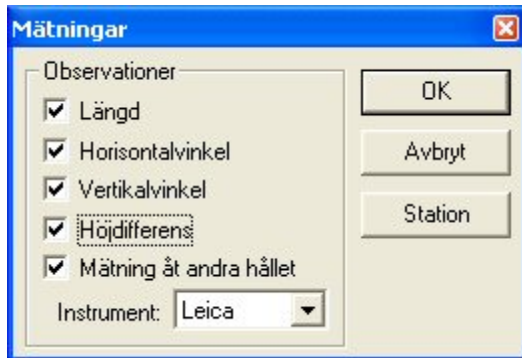 Mätningar
Observationer
Längd
Horisontalvinkel
Vertikalvinkel
Höjdifferens
Mätning åt andra hållet
Instrument: Leica
OK
Avbryt
Station